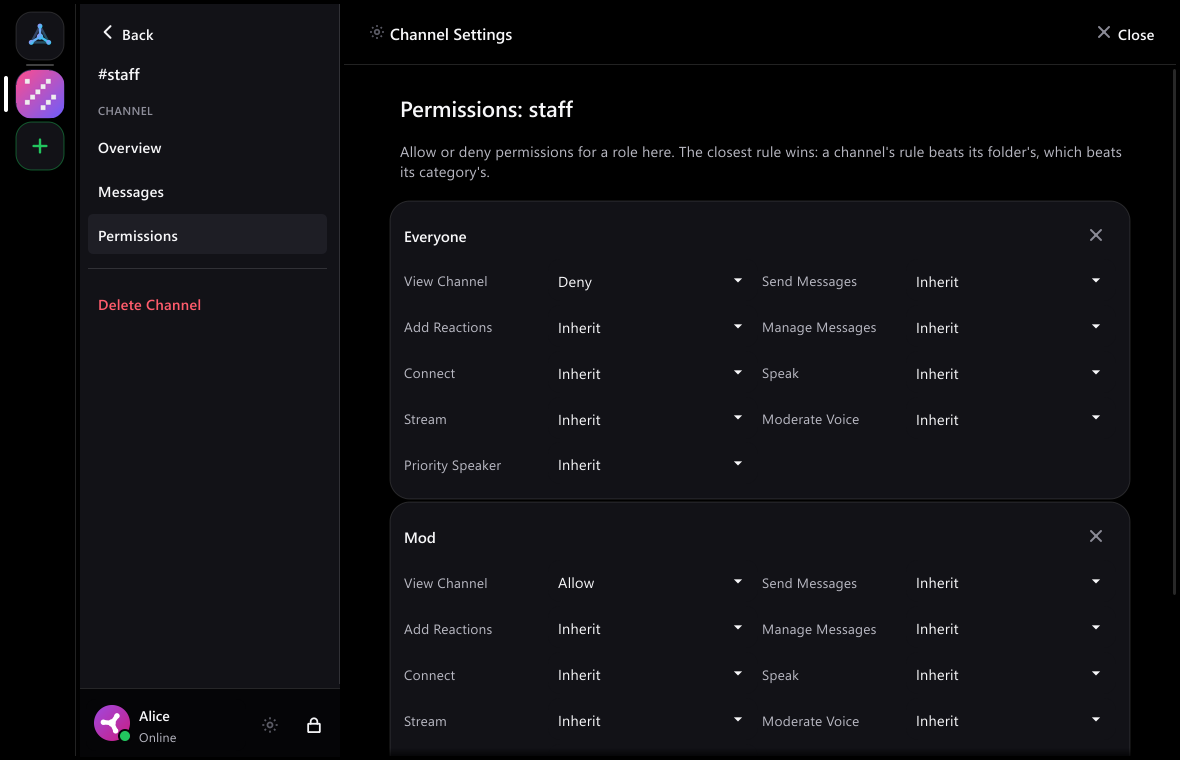 Back
#staff
CHANNEL
Overview
Messages
Permissions
Delete Channel
Alice
Online
Channel Settings
Close
Permissions: staff
Allow or deny permissions for a role here. The closest rule wins: a channel's rule beats its folder's, which beats
its category's.
Everyone
View Channel Deny Send Messages Inherit
Add Reactions Inherit Manage Messages Inherit
Connect Inherit Speak Inherit
Stream Inherit Moderate Voice Inherit
Priority Speaker Inherit
Mod
View Channel Allow Send Messages Inherit
Add Reactions Inherit Manage Messages Inherit
Connect Inherit Speak Inherit
Stream Inherit Moderate Voice Inherit